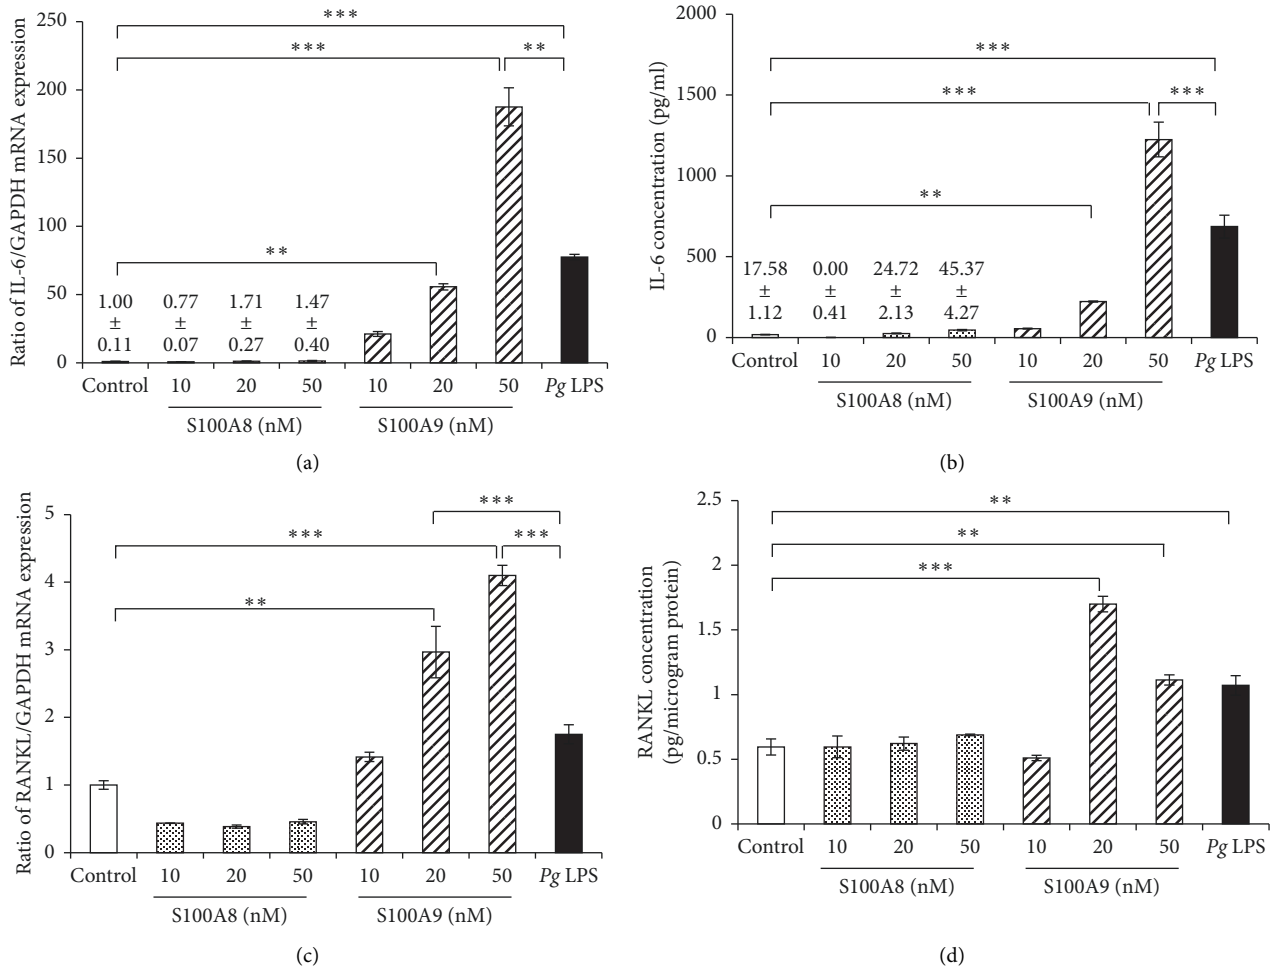 Ratio of IL-6/GAPDH mRNA expression
250
200
150
100
50
0
***
***
**
**
1.00 ± 0.11
0.77 ± 0.07
1.71 ± 0.27
1.47 ± 0.40
Control 10 20 50 10 20 50 Pg LPS
S100A8 (nM) S100A9 (nM)
(a)
IL-6 concentration (pg/ml)
2000
1500
1000
500
0
***
***
***
**
17.58 ± 1.12
0.00 ± 0.41
24.72 ± 2.13
45.37 ± 4.27
Control 10 20 50 10 20 50 Pg LPS
S100A8 (nM) S100A9 (nM)
(b)
Ratio of RANKL/GAPDH mRNA expression
5
4
3
2
1
0
***
***
***
**
Control 10 20 50 10 20 50 Pg LPS
S100A8 (nM) S100A9 (nM)
(c)
RANKL concentration
(pg/microgram protein)
2.5
2
1.5
1
0.5
0
**
**
***
Control 10 20 50 10 20 50 Pg LPS
S100A8 (nM) S100A9 (nM)
(d)